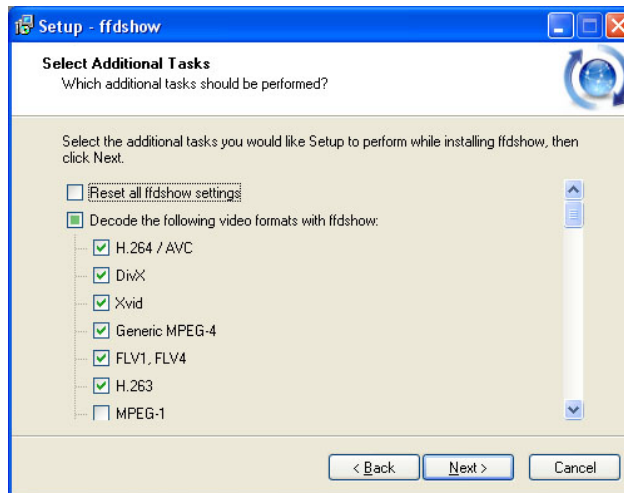 Setup - ffdshow
Select Additional Tasks
Which additional tasks should be performed?
Select the additional tasks you would like Setup to perform while installing ffdshow, then
click Next.
Reset all ffdshow settings
Decode the following video formats with ffdshow:
H.264 / AVC
DivX
Xvid
Generic MPEG-4
FLV1, FLV4
H.263
MPEG-1
< Back Next > Cancel